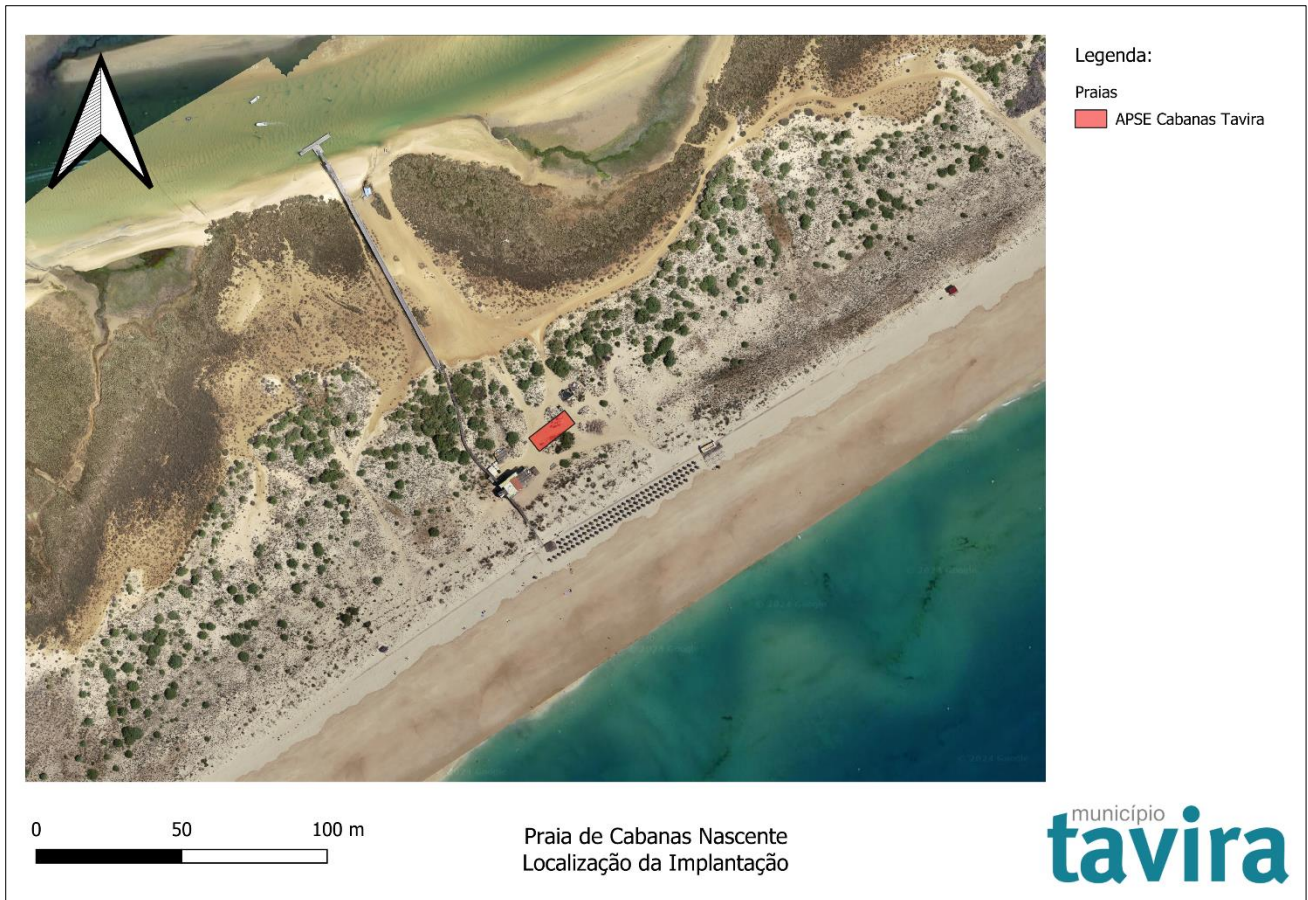 Legenda:
Praias
APSE Cabanas Tavira
0 50 100 m
Praia de Cabanas Nascente
Localização da Implantação
município
tavira